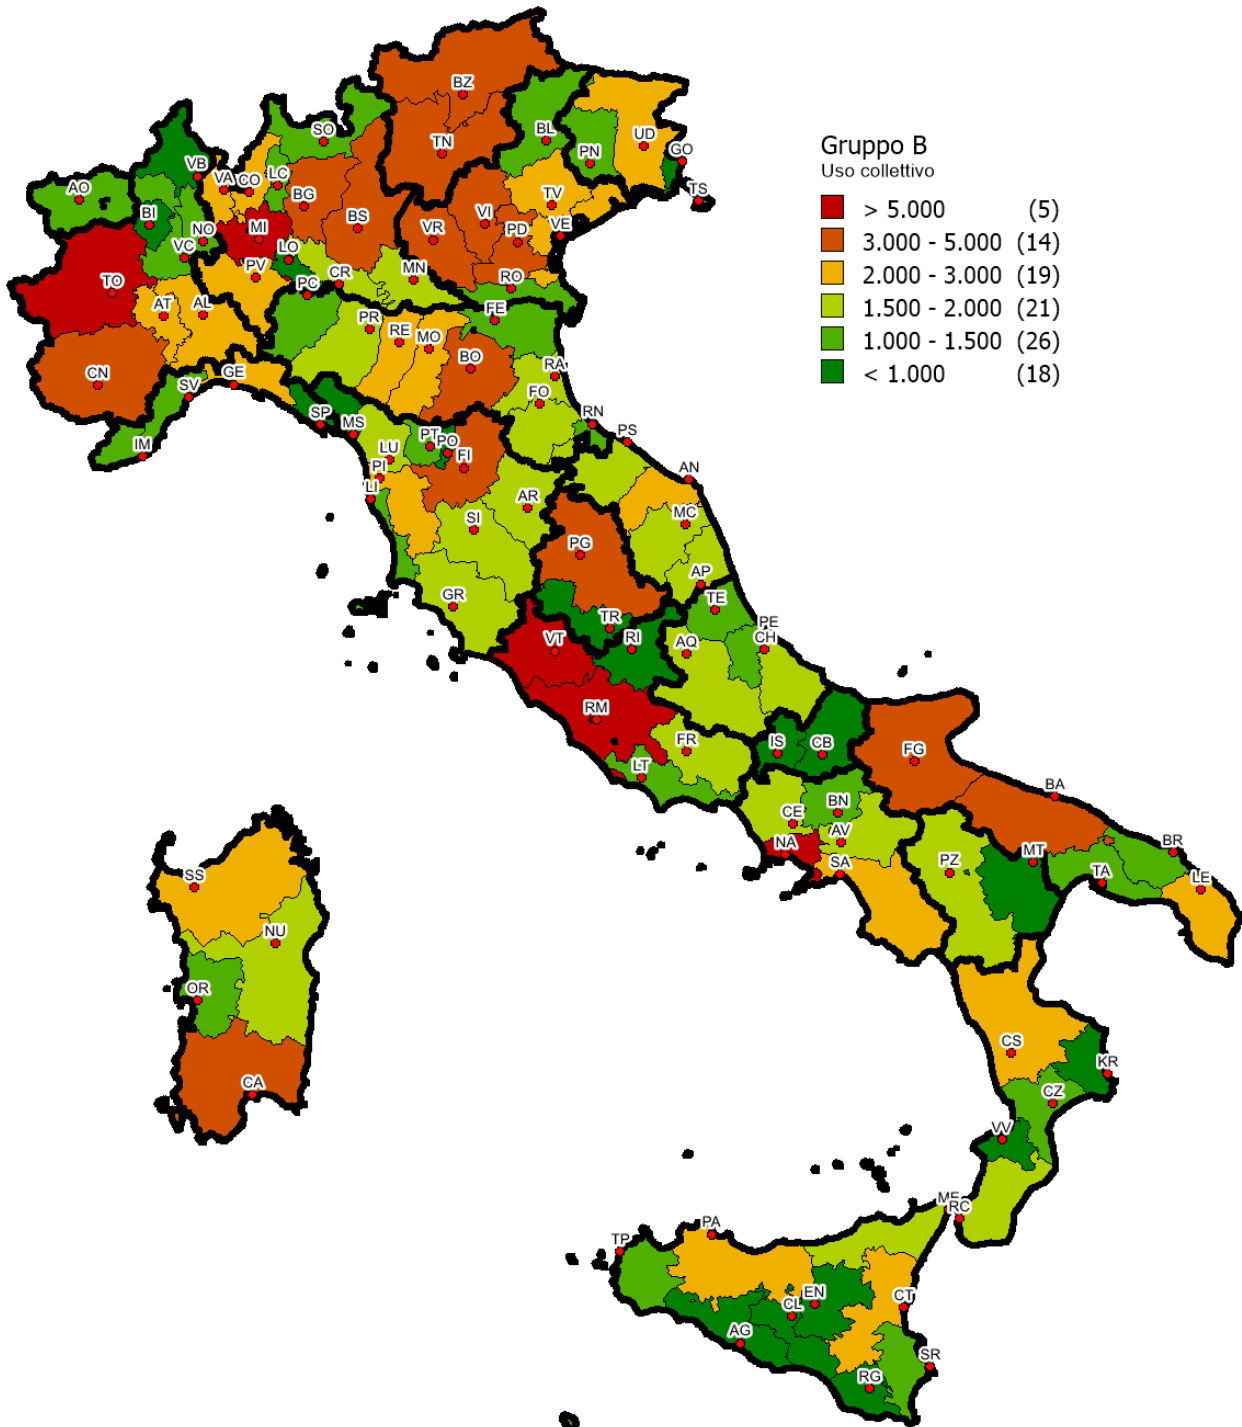 Gruppo B
Uso collettivo
> 5.000 (5)
3.000 - 5.000 (14)
2.000 - 3.000 (19)
1.500 - 2.000 (21)
1.000 - 1.500 (26)
< 1.000 (18)
BZ
SO
BL
UD
TN
PN
GO
VB
VA
CO
LC
AO
BG
TV
TS
BI
NO
MI
BS
VR
VI
PD
VE
VC
LO
PV
CR
MN
RO
TO
PC
AT
AL
FE
PR
RE
MO
BO
RA
CN
GE
SV
FO
SP
MS
RN
PS
IM
LU
PT
PO
FI
PI
LI
AN
AR
SI
MC
PG
AP
GR
TE
TR
VT
RI
AQ
PE
CH
RM
FR
IS
CB
FG
LT
BA
CE
BN
NA
AV
SA
PZ
MT
TA
BR
LE
SS
NU
OR
CA
CS
KR
CZ
VV
ME
RC
PA
TP
EN
CL
CT
AG
SR
RG